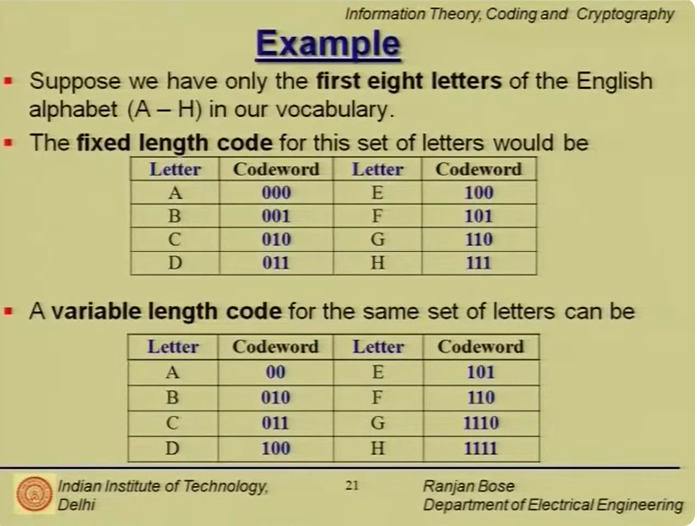 Information Theory, Coding and Cryptography
Example
Suppose we have only the first eight letters of the English
alphabet (A – H) in our vocabulary.
The fixed length code for this set of letters would be
Letter Codeword Letter Codeword
A 000 E 100
B 001 F 101
C 010 G 110
D 011 H 111
A variable length code for the same set of letters can be
Letter Codeword Letter Codeword
A 00 E 101
B 010 F 110
C 011 G 1110
D 100 H 1111
Indian Institute of Technology, 21 Ranjan Bose
Delhi Department of Electrical Engineering